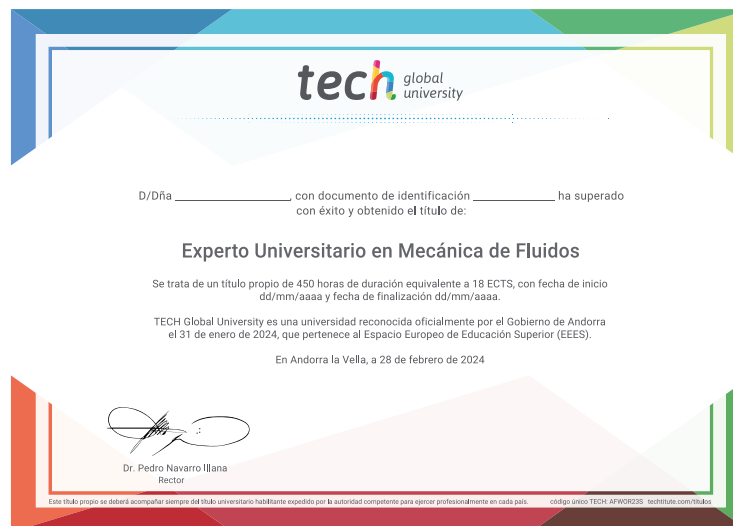 tech global university
D/Dña ______________, con documento de identificación ____________ ha superado
con éxito y obtenido el título de:
Experto Universitario en Mecánica de Fluidos
Se trata de un título propio de 450 horas de duración equivalente a 18 ECTS, con fecha de inicio
dd/mm/aaaa y fecha de finalización dd/mm/aaaa.
TECH Global University es una universidad reconocida oficialmente por el Gobierno de Andorra
el 31 de enero de 2024, que pertenece al Espacio Europeo de Educación Superior (EEES).
En Andorra la Vella, a 28 de febrero de 2024
Dr. Pedro Navarro Illana
Rector
Este título propio se deberá acompañar siempre del título universitario habilitante expedido por la autoridad competente para ejercer profesionalmente en cada país. código único TECH: AFWOR23S techtitute.com/titulos